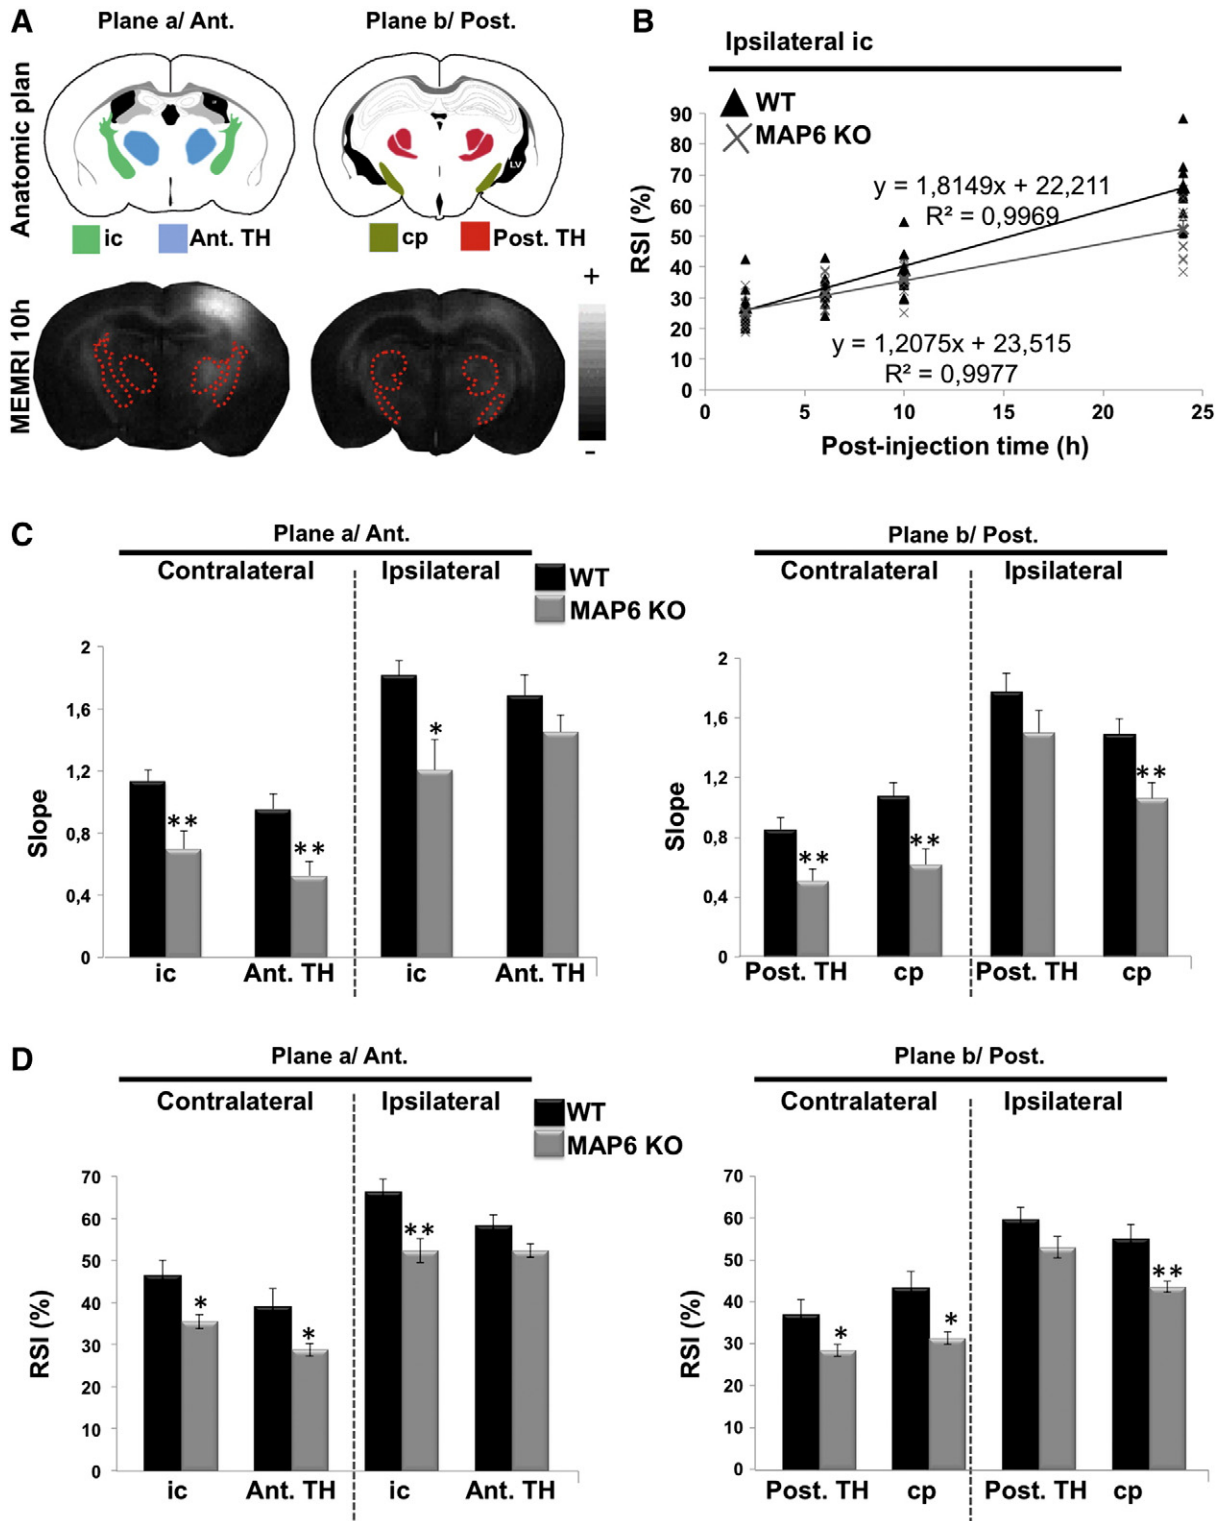 A
Plane a/ Ant.
Plane b/ Post.
Anatomic plan
LV
ic
Ant. TH
cp
Post. TH
MEMRI 10h
+
-
B
Ipsilateral ic
WT
MAP6 KO
RSI (%)
90
80
70
60
50
40
30
20
10
0
y = 1,8149x + 22,211
R² = 0,9969
y = 1,2075x + 23,515
R² = 0,9977
0 5 10 15 20 25
Post-injection time (h)
C
Plane a/ Ant.
Contralateral
Ipsilateral
WT
MAP6 KO
Slope
2
1,6
1,2
0,8
0,4
0
**
**
*
ic
Ant. TH
ic
Ant. TH
Plane b/ Post.
Contralateral
Ipsilateral
Slope
2
1,6
1,2
0,8
0,4
0
**
**
**
Post. TH
cp
Post. TH
cp
D
Plane a/ Ant.
Contralateral
Ipsilateral
WT
MAP6 KO
RSI (%)
70
60
50
40
30
20
10
0
*
*
**
ic
Ant. TH
ic
Ant. TH
Plane b/ Post.
Contralateral
Ipsilateral
RSI (%)
70
60
50
40
30
20
10
0
*
*
**
Post. TH
cp
Post. TH
cp